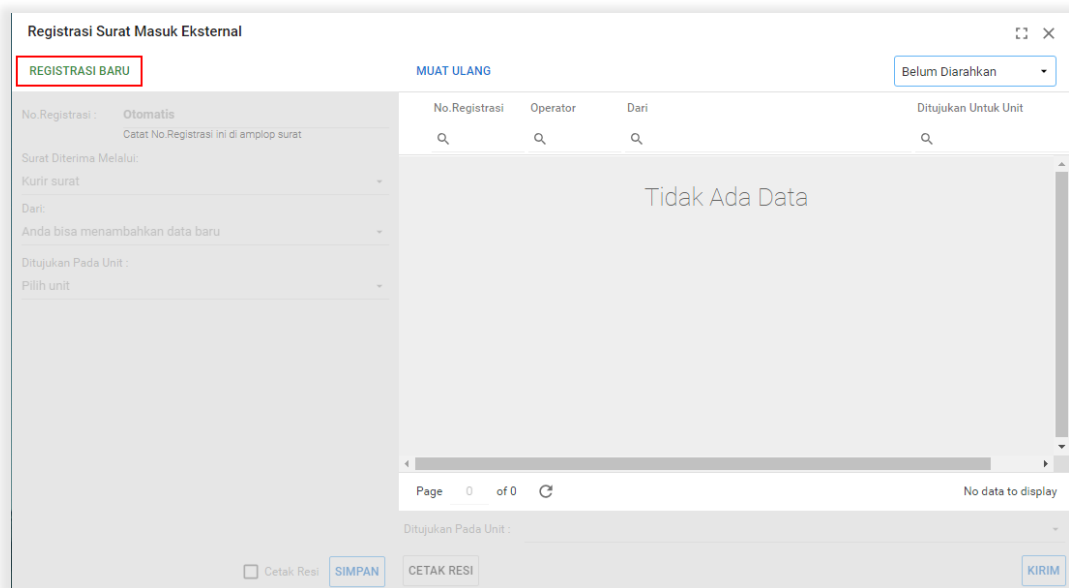 Registrasi Surat Masuk Eksternal
REGISTRASI BARU
MUAT ULANG
Belum Diarahkan
No.Registrasi : Otomatis
Catat No.Registrasi ini di amplop surat
Surat Diterima Melalui:
Kurir surat
Dari:
Anda bisa menambahkan data baru
Ditujukan Pada Unit :
Pilih unit
Cetak Resi SIMPAN
No.Registrasi Operator Dari Ditujukan Untuk Unit
Tidak Ada Data
Page 0 of 0 No data to display
Ditujukan Pada Unit :
CETAK RESI KIRIM